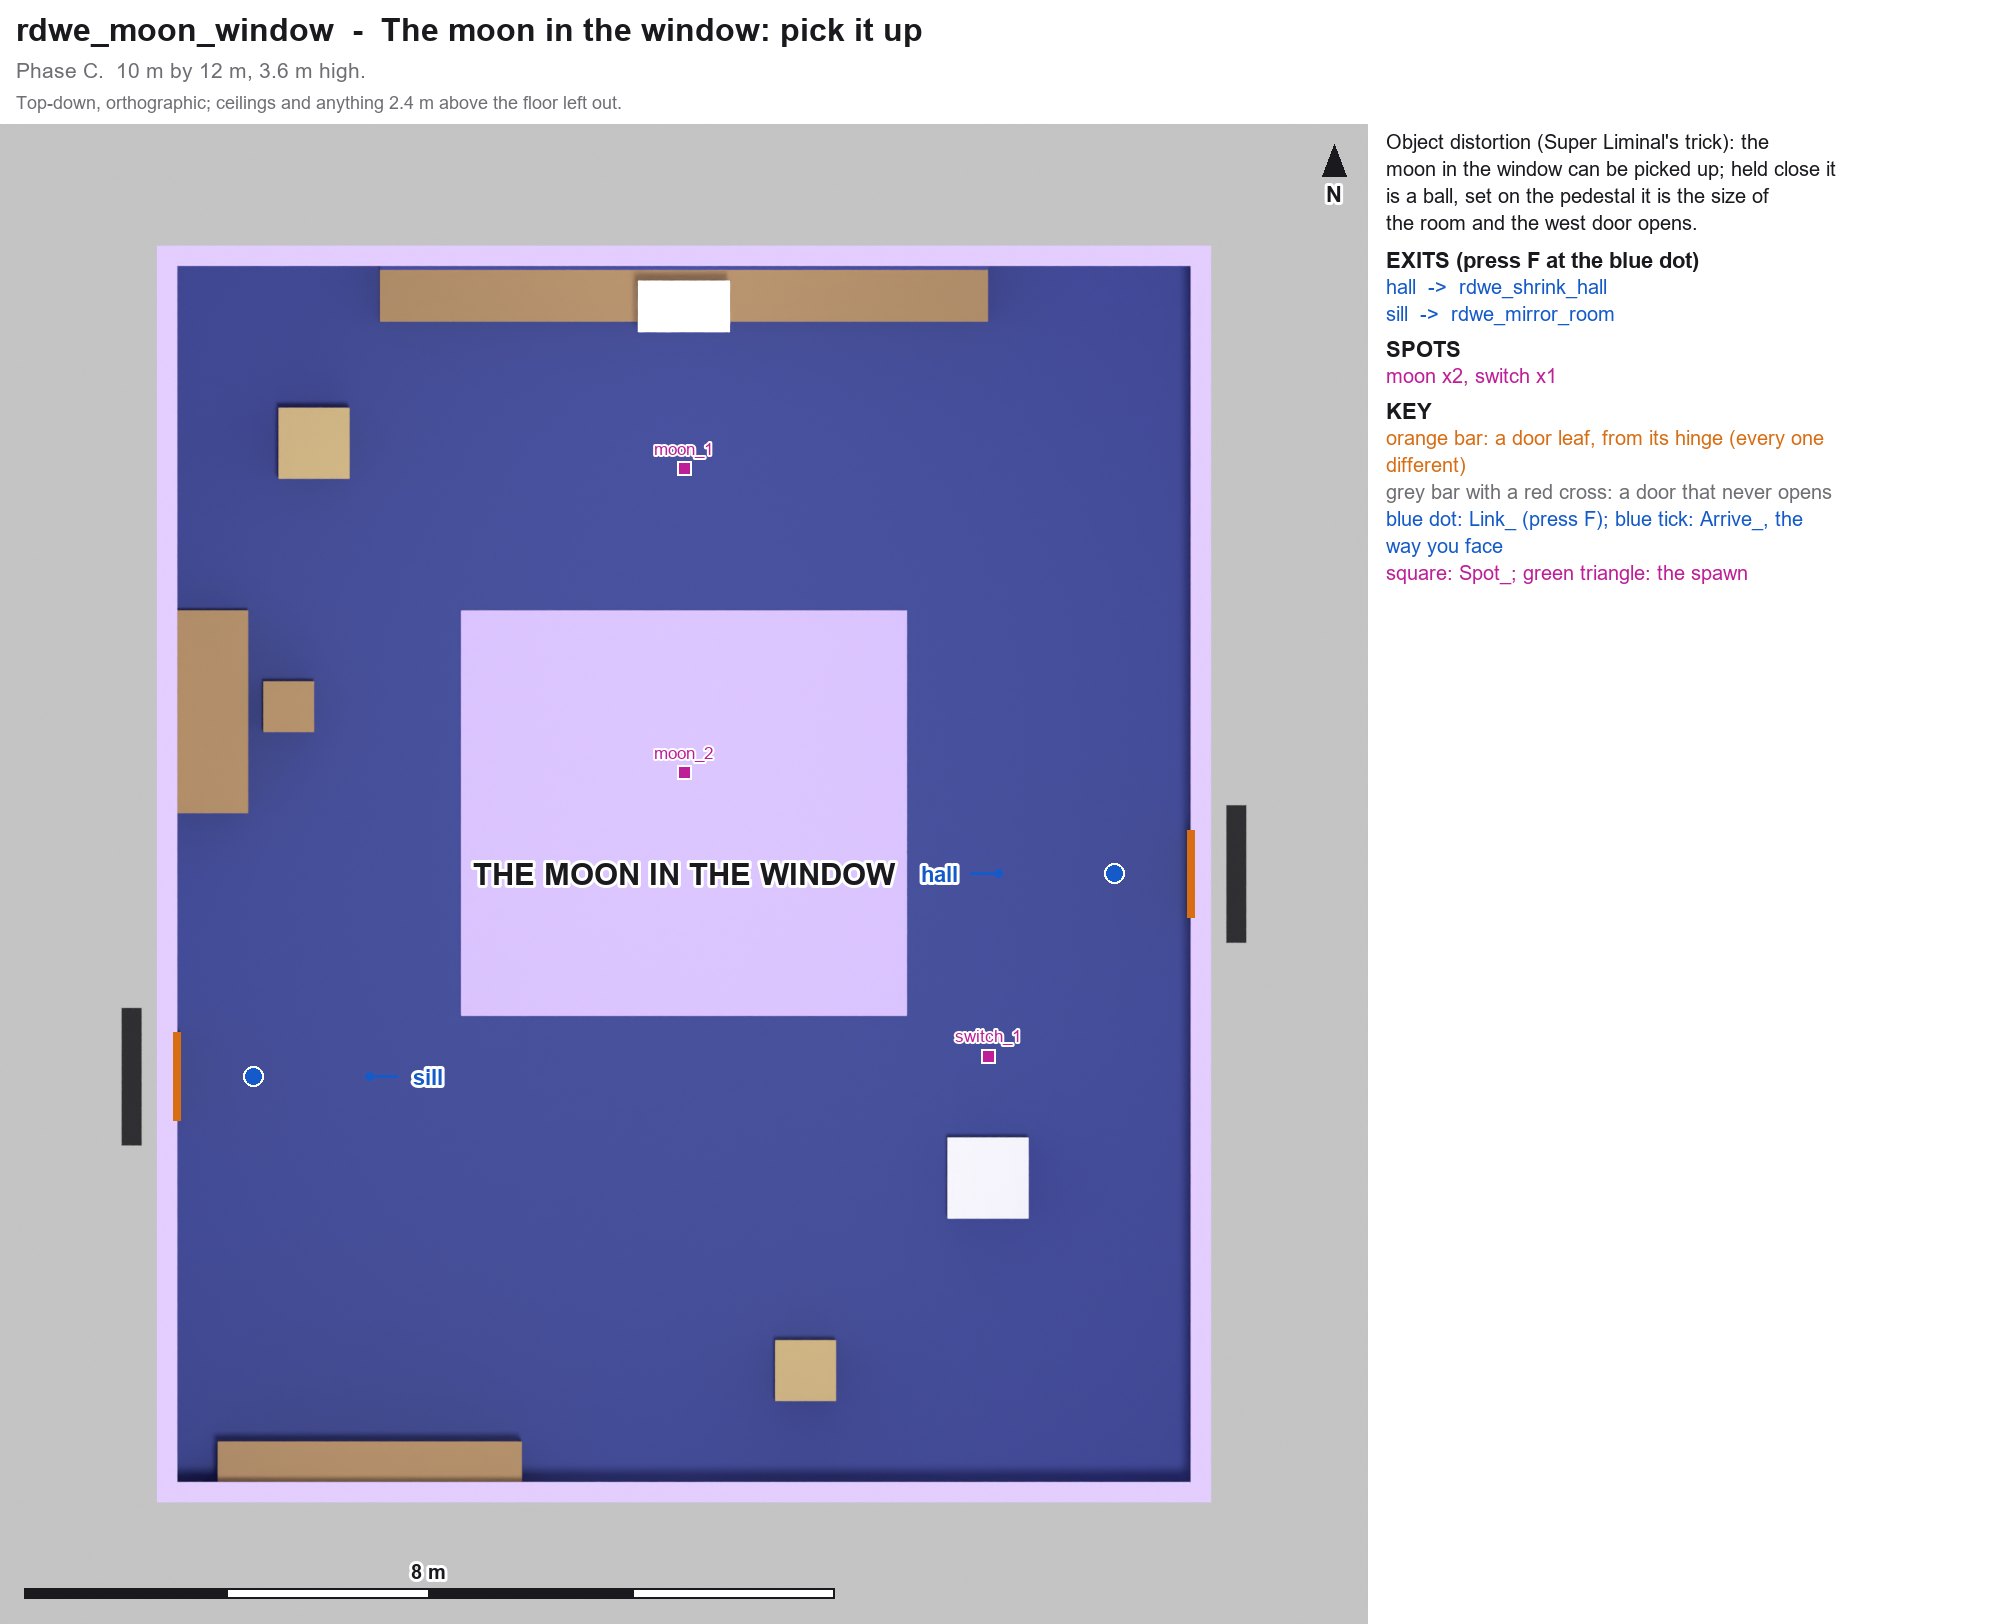 rdwe_moon_window  -  The moon in the window: pick it up
Phase C.  10 m by 12 m, 3.6 m high.
Top-down, orthographic; ceilings and anything 2.4 m above the floor left out.
N
Object distortion (Super Liminal's trick): the
moon in the window can be picked up; held close it
is a ball, set on the pedestal it is the size of
the room and the west door opens.
EXITS (press F at the blue dot)
hall  ->  rdwe_shrink_hall
sill  ->  rdwe_mirror_room
SPOTS
moon x2, switch x1
KEY
orange bar: a door leaf, from its hinge (every one
different)
grey bar with a red cross: a door that never opens
blue dot: Link_ (press F); blue tick: Arrive_, the
way you face
square: Spot_; green triangle: the spawn
moon_1
moon_2
THE MOON IN THE WINDOW
hall
switch_1
sill
8 m